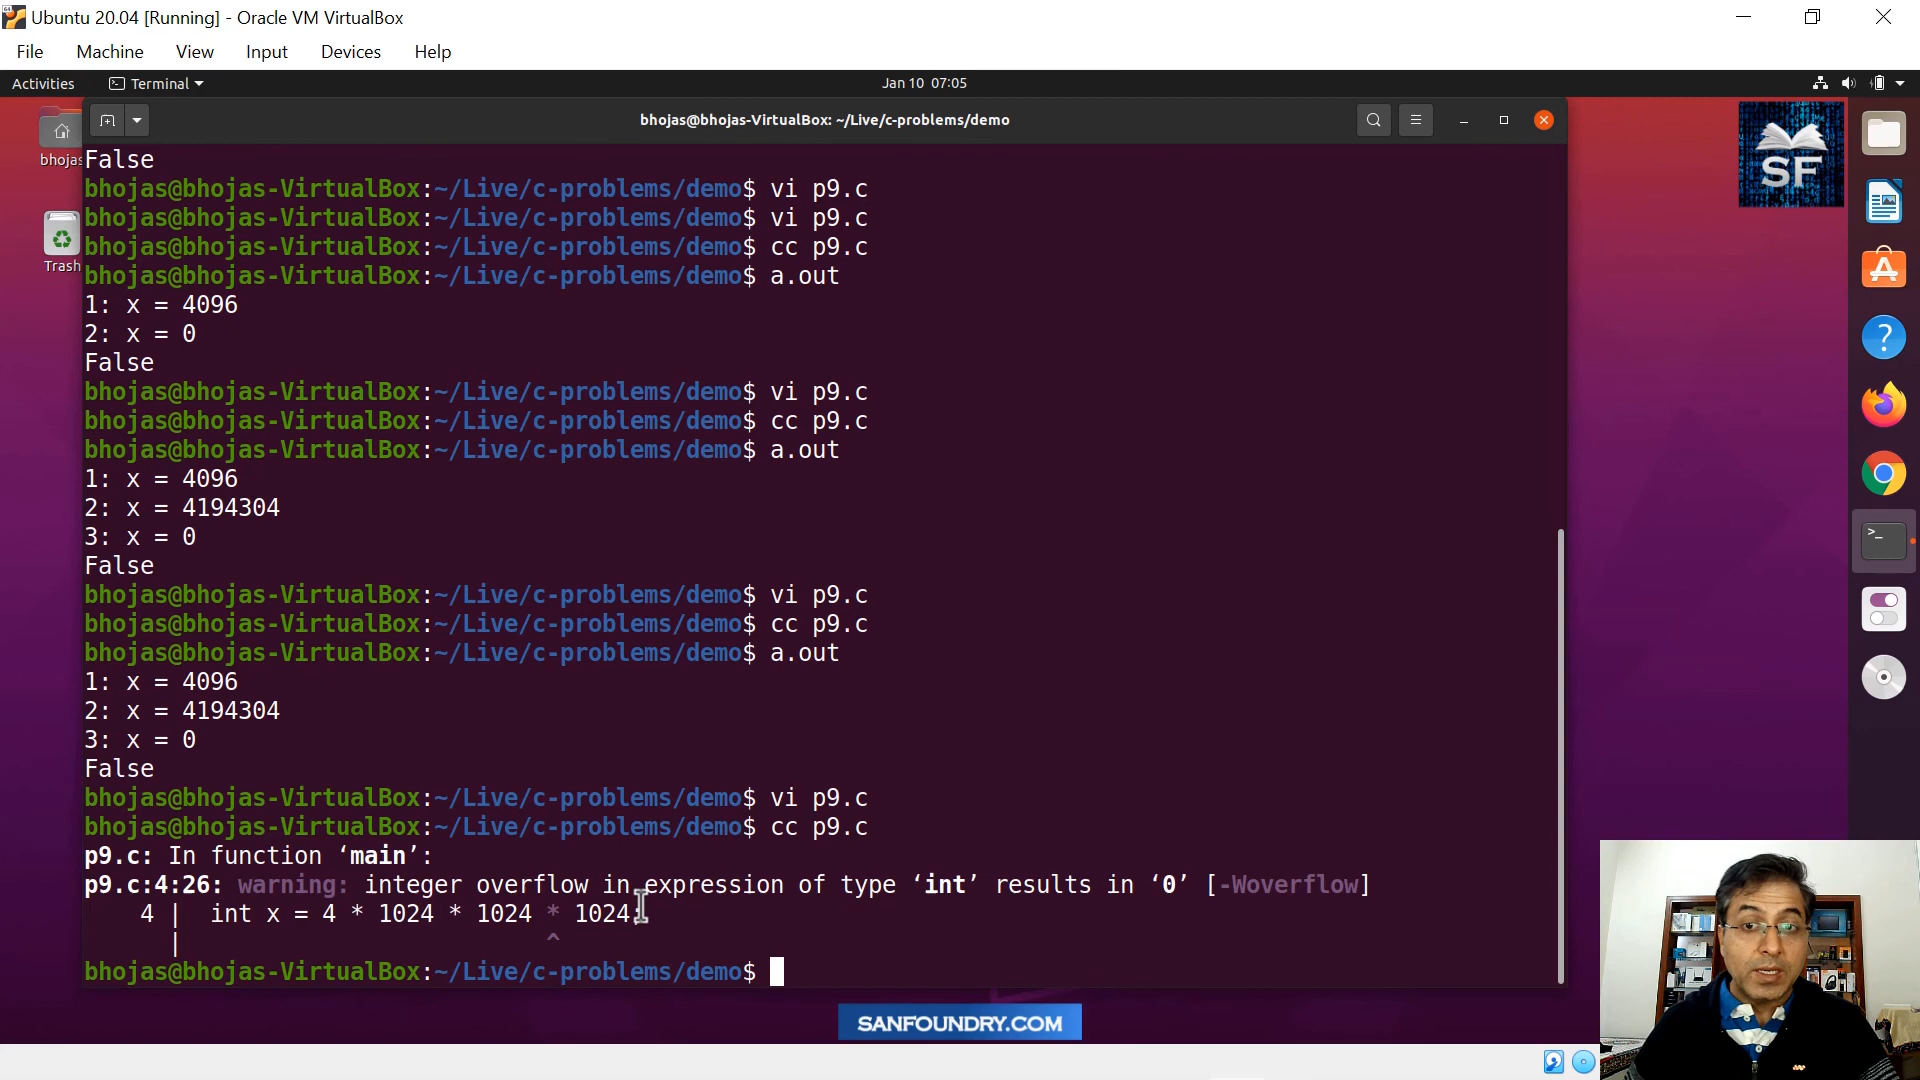 Ubuntu 20.04 [Running] - Oracle VM VirtualBox
File Machine View Input Devices Help
Activities Terminal Jan 10 07:05
bhojas@bhojas-VirtualBox: ~/Live/c-problems/demo
bhojas
Trash
SF
False
bhojas@bhojas-VirtualBox:~/Live/c-problems/demo$ vi p9.c
bhojas@bhojas-VirtualBox:~/Live/c-problems/demo$ vi p9.c
bhojas@bhojas-VirtualBox:~/Live/c-problems/demo$ cc p9.c
bhojas@bhojas-VirtualBox:~/Live/c-problems/demo$ a.out
1: x = 4096
2: x = 0
False
bhojas@bhojas-VirtualBox:~/Live/c-problems/demo$ vi p9.c
bhojas@bhojas-VirtualBox:~/Live/c-problems/demo$ cc p9.c
bhojas@bhojas-VirtualBox:~/Live/c-problems/demo$ a.out
1: x = 4096
2: x = 4194304
3: x = 0
False
bhojas@bhojas-VirtualBox:~/Live/c-problems/demo$ vi p9.c
bhojas@bhojas-VirtualBox:~/Live/c-problems/demo$ cc p9.c
bhojas@bhojas-VirtualBox:~/Live/c-problems/demo$ a.out
1: x = 4096
2: x = 4194304
3: x = 0
False
bhojas@bhojas-VirtualBox:~/Live/c-problems/demo$ vi p9.c
bhojas@bhojas-VirtualBox:~/Live/c-problems/demo$ cc p9.c
p9.c: In function ‘main’:
p9.c:4:26: warning: integer overflow in expression of type ‘int’ results in ‘0’ [-Woverflow]
4 | int x = 4 * 1024 * 1024 * 1024;
| ^
bhojas@bhojas-VirtualBox:~/Live/c-problems/demo$
SANFOUNDRY.COM